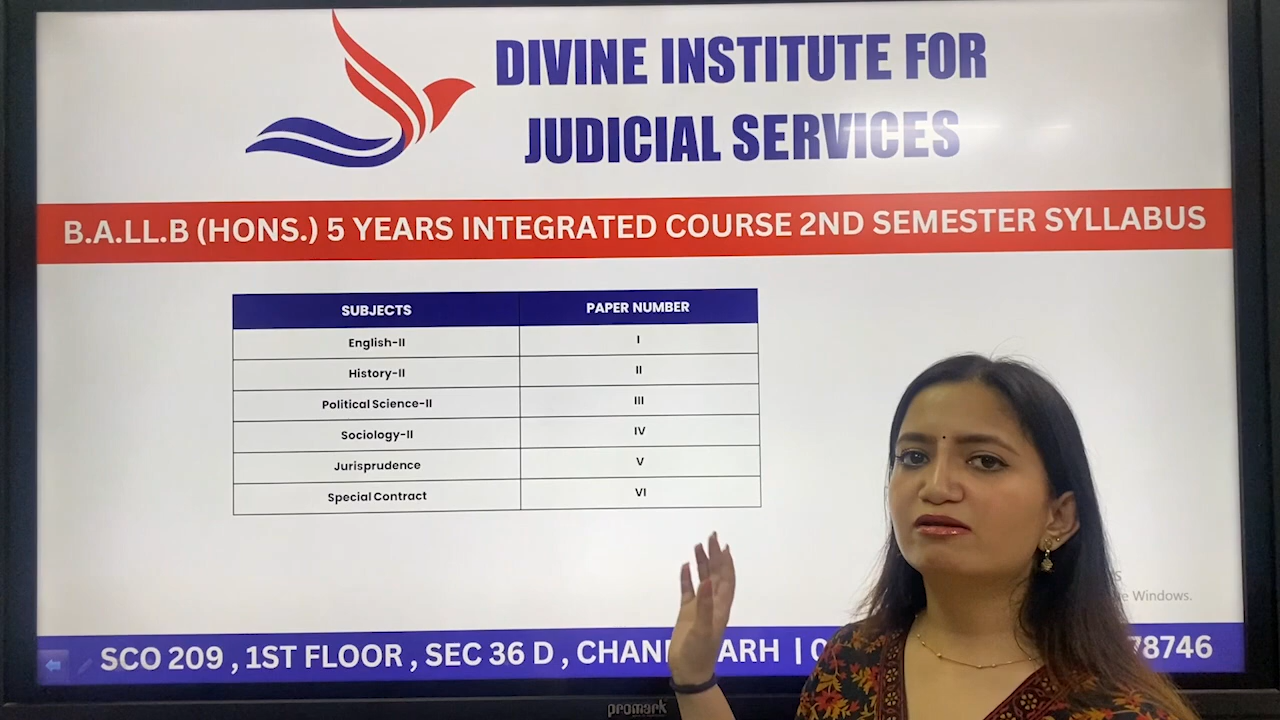 DIVINE INSTITUTE FOR
JUDICIAL SERVICES
B.A.LL.B (HONS.) 5 YEARS INTEGRATED COURSE 2ND SEMESTER SYLLABUS
SUBJECTS PAPER NUMBER
English-II I
History-II II
Political Science-II III
Sociology-II IV
Jurisprudence V
Special Contract VI
Windows.
SCO 209 , 1ST FLOOR , SEC 36 D , | 78746
promark